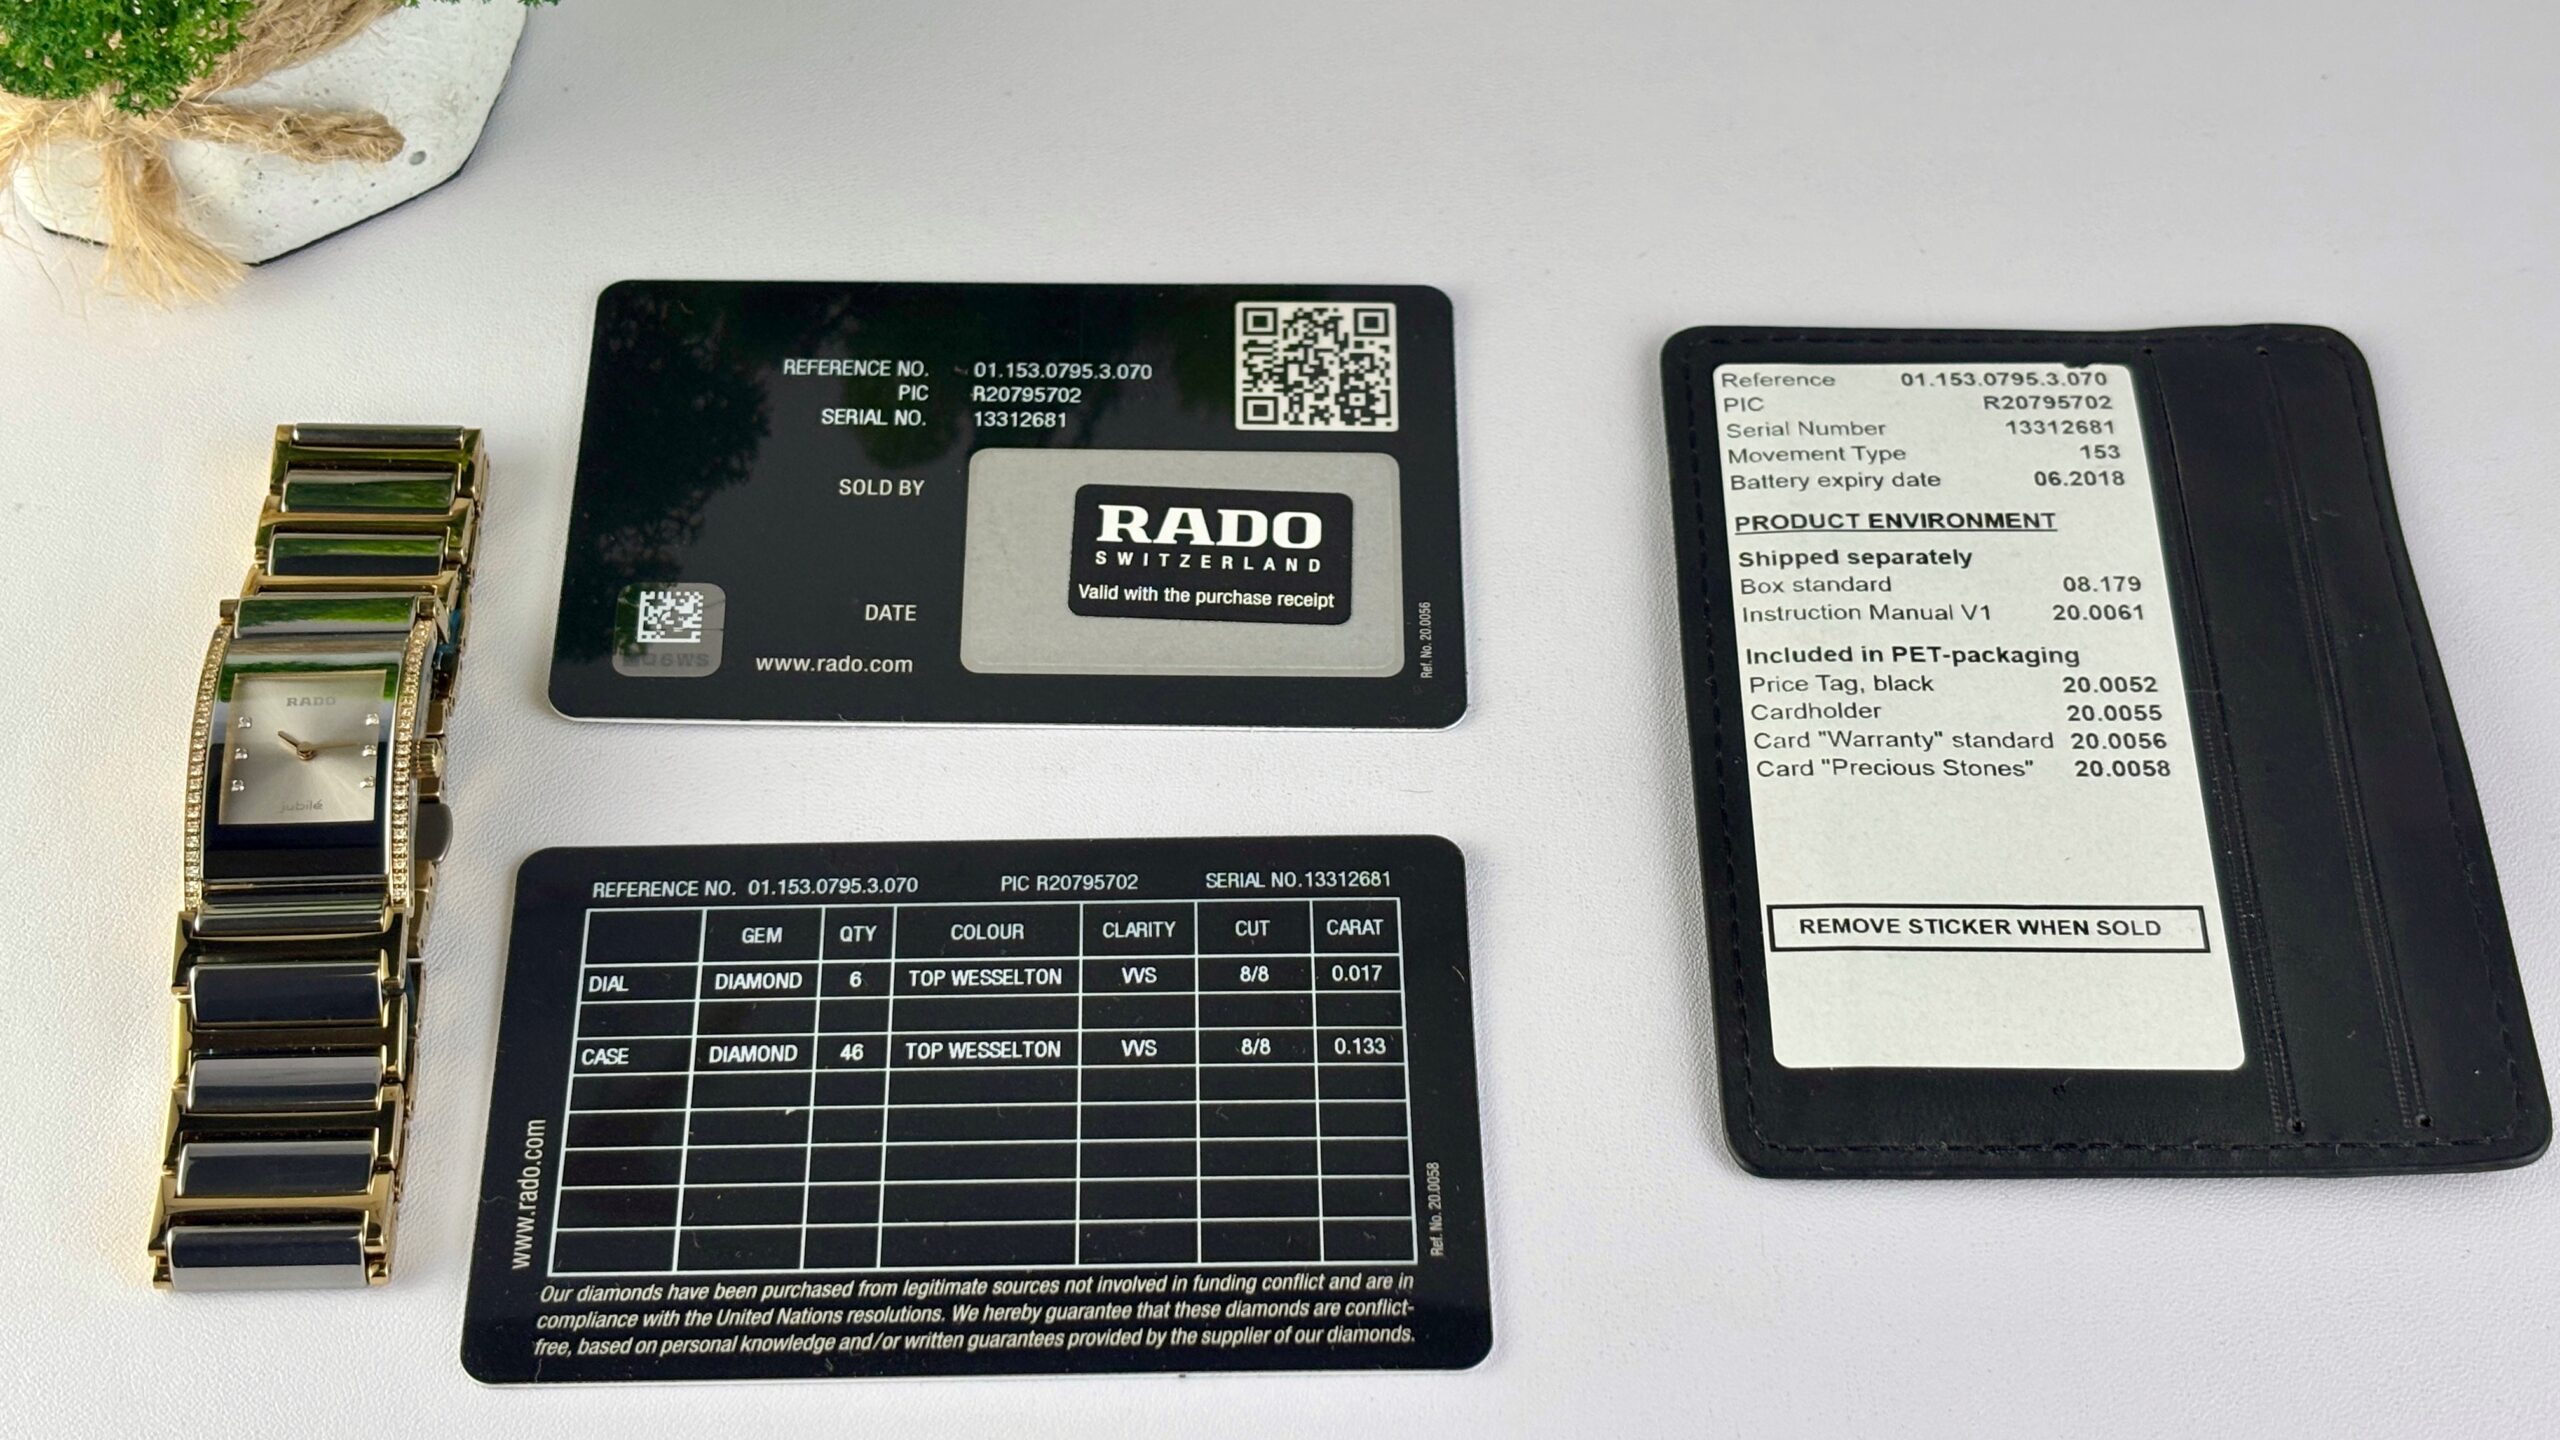 RADO
jubilé
REFERENCE NO. 01.153.0795.3.070
PIC R20795702
SERIAL NO. 13312681
SOLD BY
RADO
SWITZERLAND
Valid with the purchase receipt
DATE
www.rado.com
Ref. No. 20.0056
REFERENCE NO. 01.153.0795.3.070 PIC R20795702 SERIAL NO.13312681
GEM QTY COLOUR CLARITY CUT CARAT
DIAL DIAMOND 6 TOP WESSELTON VVS 8/8 0.017
CASE DIAMOND 46 TOP WESSELTON VVS 8/8 0.133
www.rado.com
Ref. No. 20.0058
Our diamonds have been purchased from legitimate sources not involved in funding conflict and are in
compliance with the United Nations resolutions. We hereby guarantee that these diamonds are conflict-
free, based on personal knowledge and/or written guarantees provided by the supplier of our diamonds.
Reference 01.153.0795.3.070
PIC R20795702
Serial Number 13312681
Movement Type 153
Battery expiry date 06.2018
PRODUCT ENVIRONMENT
Shipped separately
Box standard 08.179
Instruction Manual V1 20.0061
Included in PET-packaging
Price Tag, black 20.0052
Cardholder 20.0055
Card "Warranty" standard 20.0056
Card "Precious Stones" 20.0058
REMOVE STICKER WHEN SOLD